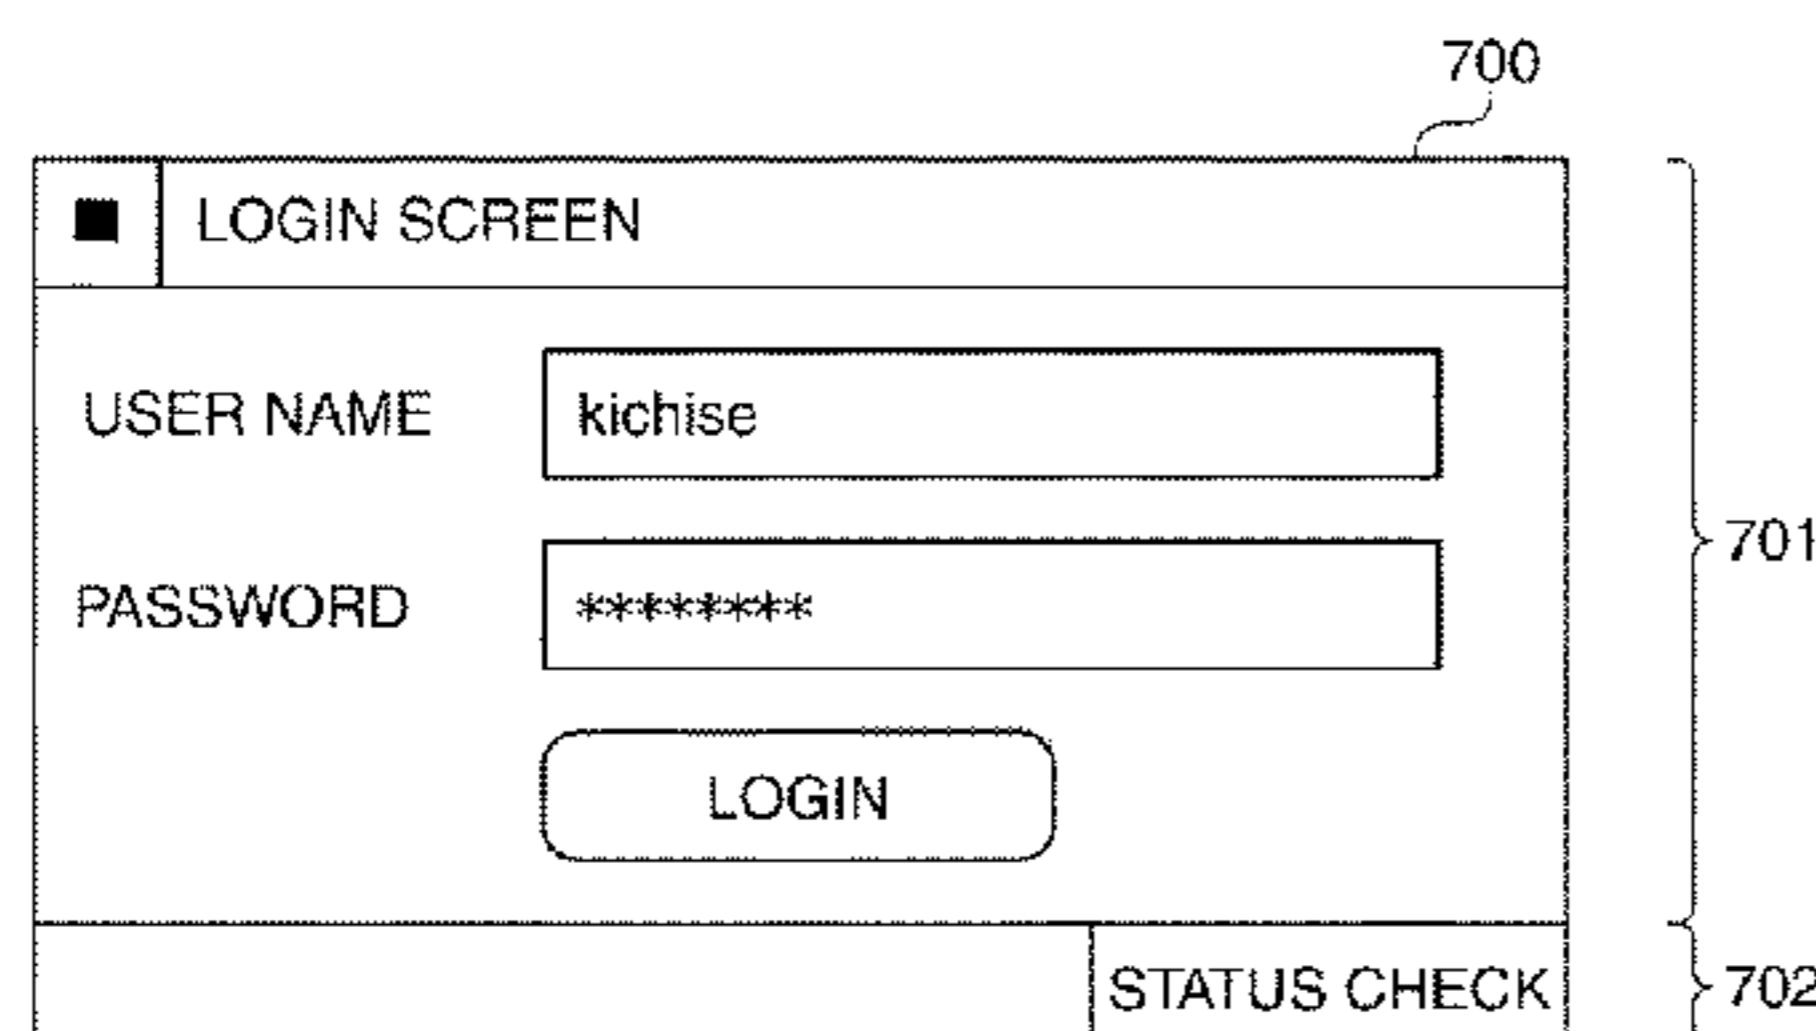 700
LOGIN SCREEN
USER NAME kichise
701
PASSWORD ********
LOGIN
STATUS CHECK 702